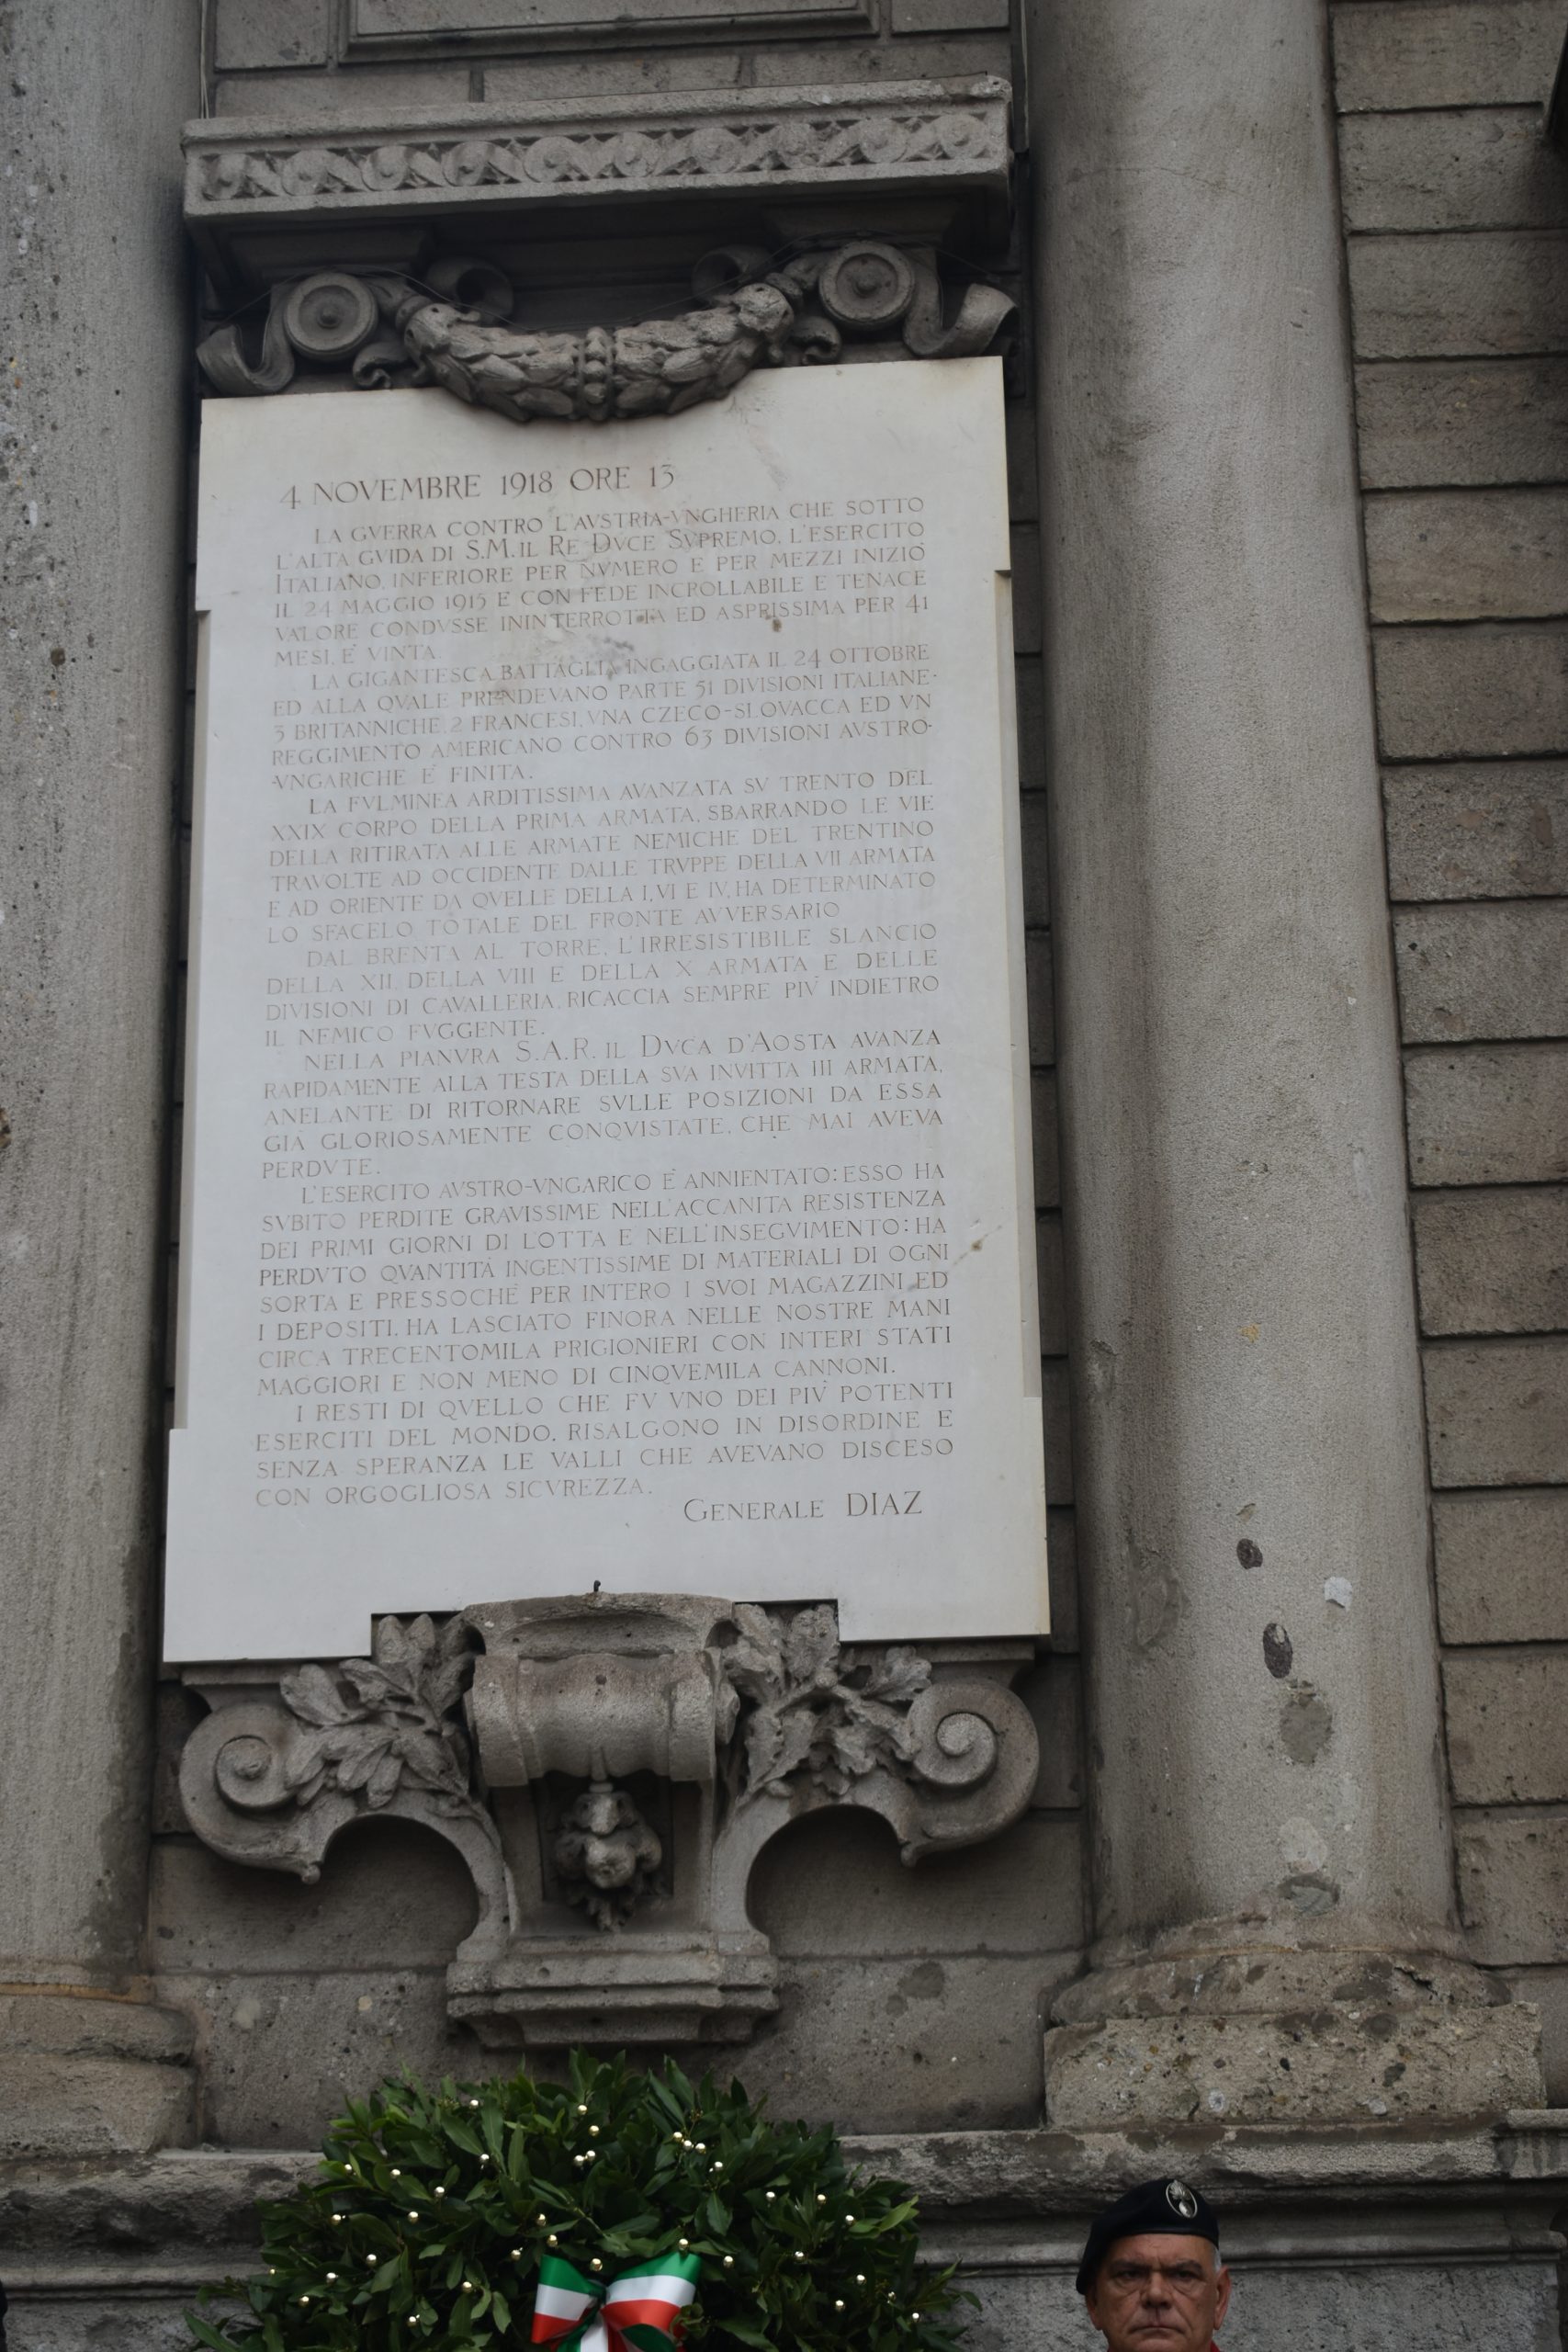 4 NOVEMBRE 1918 ORE 13
LA GVERRA CONTRO L'AVSTRIA-VNGHERIA CHE SOTTO
L'ALTA GVIDA DI S.M. IL RE DVCE SVPREMO, L'ESERCITO
ITALIANO, INFERIORE PER NVMERO E PER MEZZI INIZIÒ
IL 24 MAGGIO 1915 E CON FEDE INCROLLABILE E TENACE
VALORE CONDVSSE ININTERROTTA ED ASPRISSIMA PER 41
MESI, È VINTA.
LA GIGANTESCA BATTAGLIA INGAGGIATA IL 24 OTTOBRE
ED ALLA QVALE PRENDEVANO PARTE 51 DIVISIONI ITALIANE-
3 BRITANNICHE, 2 FRANCESI, VNA CZECO-SLOVACCA ED VN
REGGIMENTO AMERICANO CONTRO 63 DIVISIONI AVSTRO-
-VNGARICHE È FINITA.
LA FVLMINEA ARDITISSIMA AVANZATA SV TRENTO DEL
XXIX CORPO DELLA PRIMA ARMATA, SBARRANDO LE VIE
DELLA RITIRATA ALLE ARMATE NEMICHE DEL TRENTINO
TRAVOLTE AD OCCIDENTE DALLE TRVPPE DELLA VII ARMATA
E AD ORIENTE DA QVELLE DELLA I, VI E IV, HA DETERMINATO
LO SFACELO TOTALE DEL FRONTE AVVERSARIO
DAL BRENTA AL TORRE, L'IRRESISTIBILE SLANCIO
DELLA XII, DELLA VIII E DELLA X ARMATA E DELLE
DIVISIONI DI CAVALLERIA, RICACCIA SEMPRE PIV' INDIETRO
IL NEMICO FVGGENTE.
NELLA PIANVRA S.A.R. IL DVCA D'AOSTA AVANZA
RAPIDAMENTE ALLA TESTA DELLA SVA INVITTA III ARMATA,
ANELANTE DI RITORNARE SVLLE POSIZIONI DA ESSA
GIÀ GLORIOSAMENTE CONQVISTATE, CHE MAI AVEVA
PERDVTE.
L'ESERCITO AVSTRO-VNGARICO È ANNIENTATO: ESSO HA
SVBITO PERDITE GRAVISSIME NELL'ACCANITA RESISTENZA
DEI PRIMI GIORNI DI LOTTA E NELL'INSEGVIMENTO: HA
PERDVTO QVANTITÀ INGENTISSIME DI MATERIALI DI OGNI
SORTA E PRESSOCHÈ PER INTERO I SVOI MAGAZZINI ED
I DEPOSITI, HA LASCIATO FINORA NELLE NOSTRE MANI
CIRCA TRECENTOMILA PRIGIONIERI CON INTERI STATI
MAGGIORI E NON MENO DI CINQVEMILA CANNONI.
I RESTI DI QVELLO CHE FV VNO DEI PIV' POTENTI
ESERCITI DEL MONDO, RISALGONO IN DISORDINE E
SENZA SPERANZA LE VALLI CHE AVEVANO DISCESO
CON ORGOGLIOSA SICVREZZA.
GENERALE DIAZ